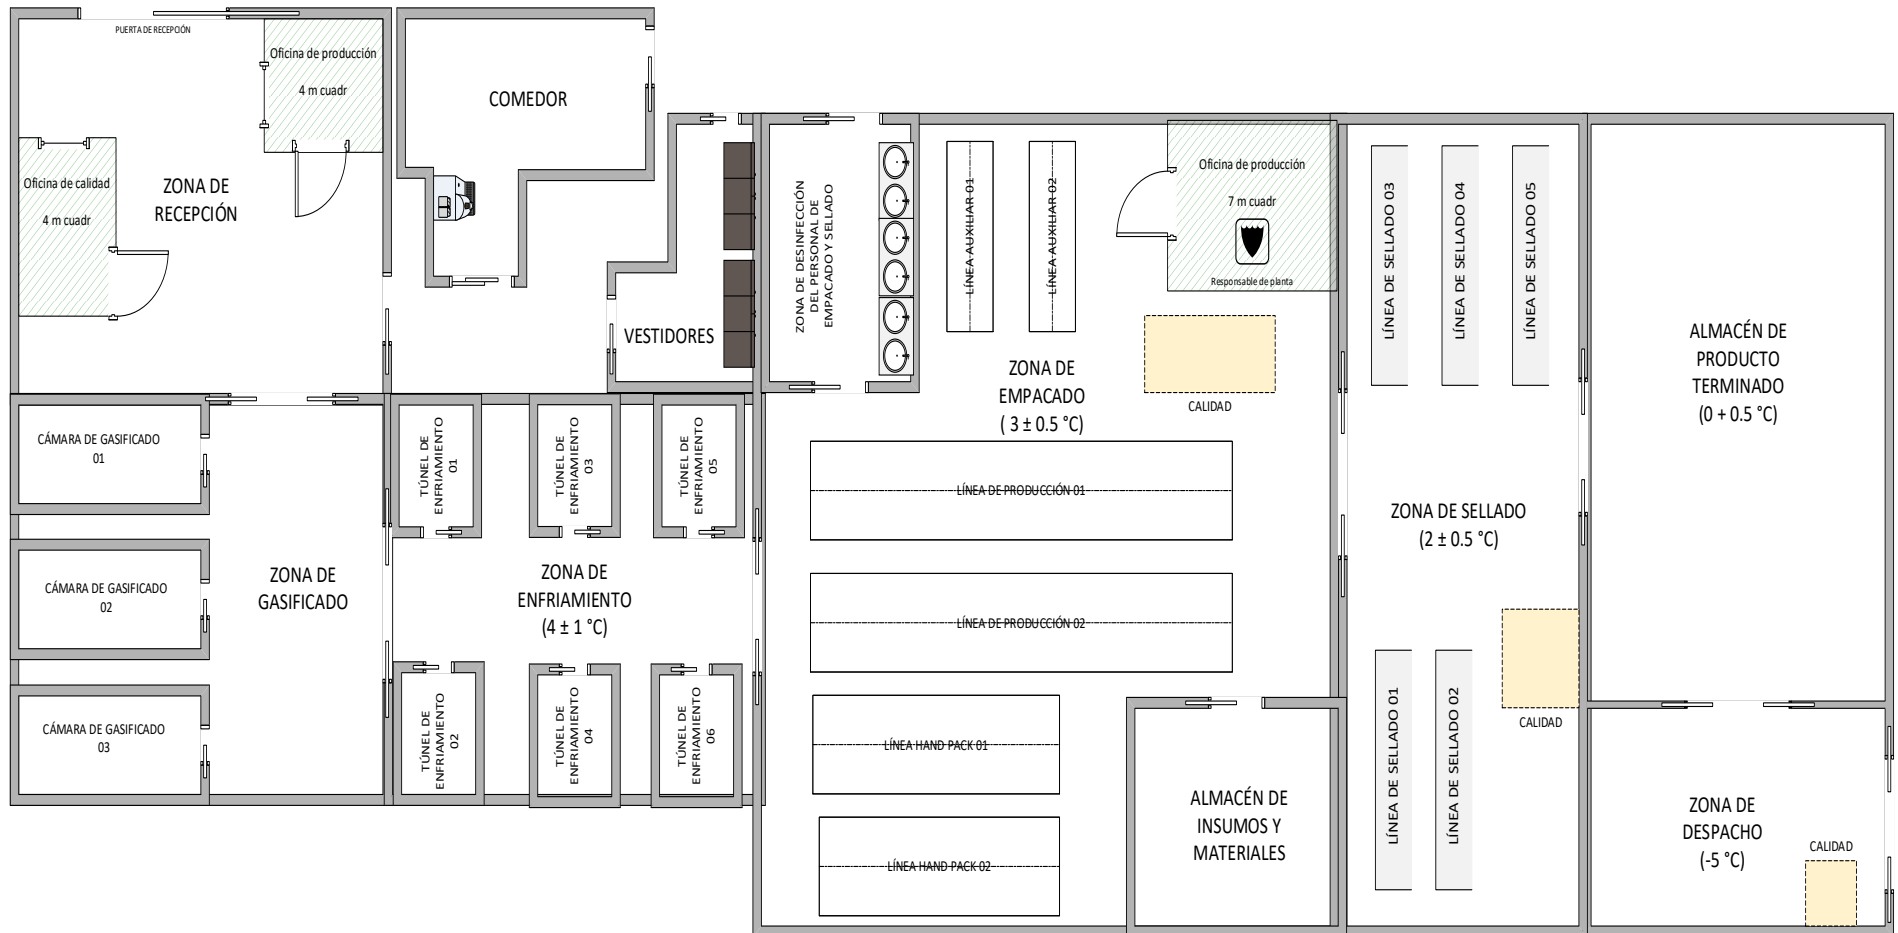 PUERTA DE RECEPCIÓN
Oficina de producción
4 m cuadr
Oficina de calidad
4 m cuadr
ZONA DE
RECEPCIÓN
COMEDOR
VESTIDORES
ZONA DE DESINFECCIÓN
DEL PERSONAL DE
EMPACADO Y SELLADO
LÍNEA AUXILIAR 01
LÍNEA AUXILIAR 02
Oficina de producción
7 m cuadr
Responsable de planta
CALIDAD
ZONA DE
EMPACADO
( 3 ± 0.5 °C)
LÍNEA DE SELLADO 03
LÍNEA DE SELLADO 04
LÍNEA DE SELLADO 05
ALMACÉN DE
PRODUCTO
TERMINADO
(0 + 0.5 °C)
CÁMARA DE GASIFICADO
01
CÁMARA DE GASIFICADO
02
CÁMARA DE GASIFICADO
03
ZONA DE
GASIFICADO
TÚNEL DE
ENFRIAMIENTO
01
TÚNEL DE
ENFRIAMIENTO
03
TÚNEL DE
ENFRIAMIENTO
05
ZONA DE
ENFRIAMIENTO
(4 ± 1 °C)
TÚNEL DE
ENFRIAMIENTO
02
TÚNEL DE
ENFRIAMIENTO
04
TÚNEL DE
ENFRIAMIENTO
06
LÍNEA DE PRODUCCIÓN 01
LÍNEA DE PRODUCCIÓN 02
LÍNEA HAND PACK 01
LÍNEA HAND PACK 02
ALMACÉN DE
INSUMOS Y
MATERIALES
ZONA DE SELLADO
(2 ± 0.5 °C)
CALIDAD
LÍNEA DE SELLADO 01
LÍNEA DE SELLADO 02
ZONA DE
DESPACHO
(-5 °C)
CALIDAD